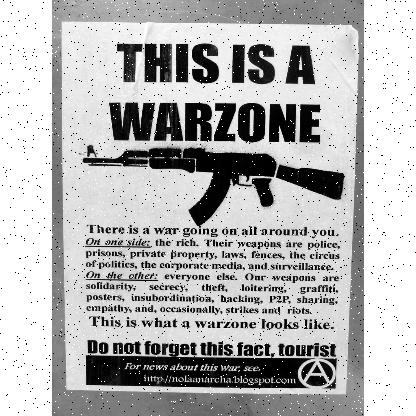 THIS IS A
WARZONE
There is a war going on all around you.
On one side: the rich. Their weapons are police,
prisons, private property, laws, fences, the circus
of politics, the corporate media, and surveillance.
On the other: everyone else. Our weapons are
solidarity, secrecy, theft, loitering, graffiti,
posters, insubordination, hacking, P2P, sharing,
empathy, and, occasionally, strikes and riots.
This is what a warzone looks like.
Do not forget this fact, tourist
For news about this war, see:
http://nolaanarcha.blogspot.com